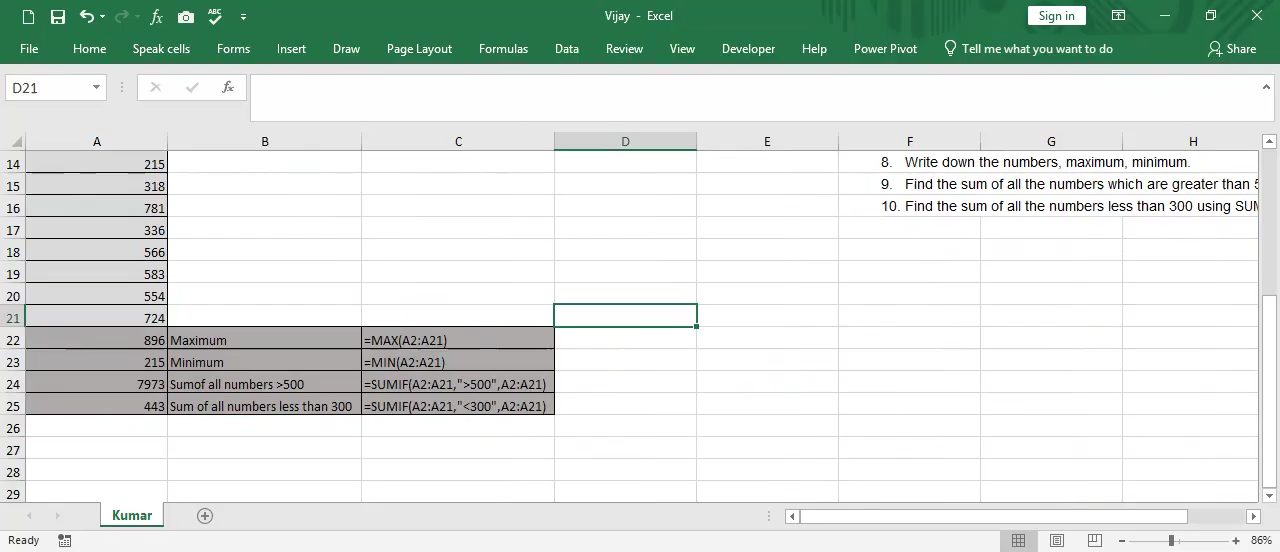 ABC
Vijay - Excel
Sign in
File Home Speak cells Forms Insert Draw Page Layout Formulas Data Review View Developer Help Power Pivot Tell me what you want to do Share
D21 fx
A B C D E F G H
14 215 8. Write down the numbers, maximum, minimum.
15 318 9. Find the sum of all the numbers which are greater than
16 781 10. Find the sum of all the numbers less than 300 using
17 336
18 566
19 583
20 554
21 724
22 896 Maximum =MAX(A2:A21)
23 215 Minimum =MIN(A2:A21)
24 7973 Sumof all numbers >500 =SUMIF(A2:A21,">500",A2:A21)
25 443 Sum of all numbers less than 300 =SUMIF(A2:A21,"<300",A2:A21)
26
27
28
29
Kumar
Ready 86%